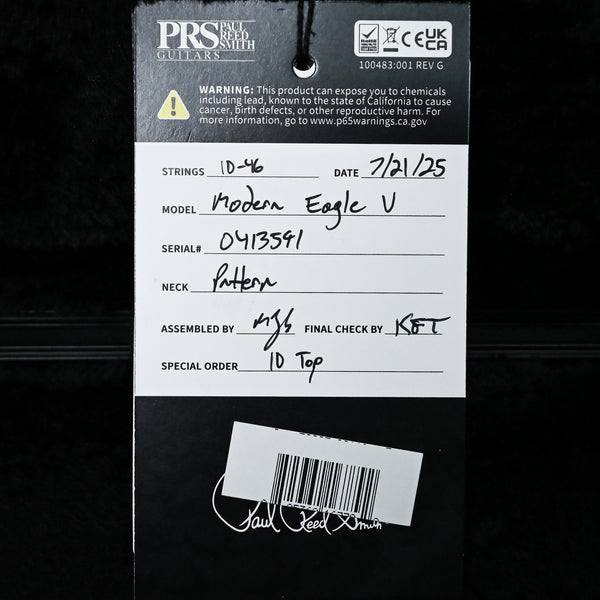 PRS PAUL REED SMITH
GUITARS
CE UK CA
100483:001 REV G
WARNING: This product can expose you to chemicals
including lead, known to the state of California to cause
cancer, birth defects, or other reproductive harm. For
more information, go to www.p65warnings.ca.gov
STRINGS 10-46 DATE 7/21/25
MODEL Modern Eagle V
SERIAL# 0413591
NECK Pattern
ASSEMBLED BY FINAL CHECK BY KET
SPECIAL ORDER 10 Top
Paul Reed Smith